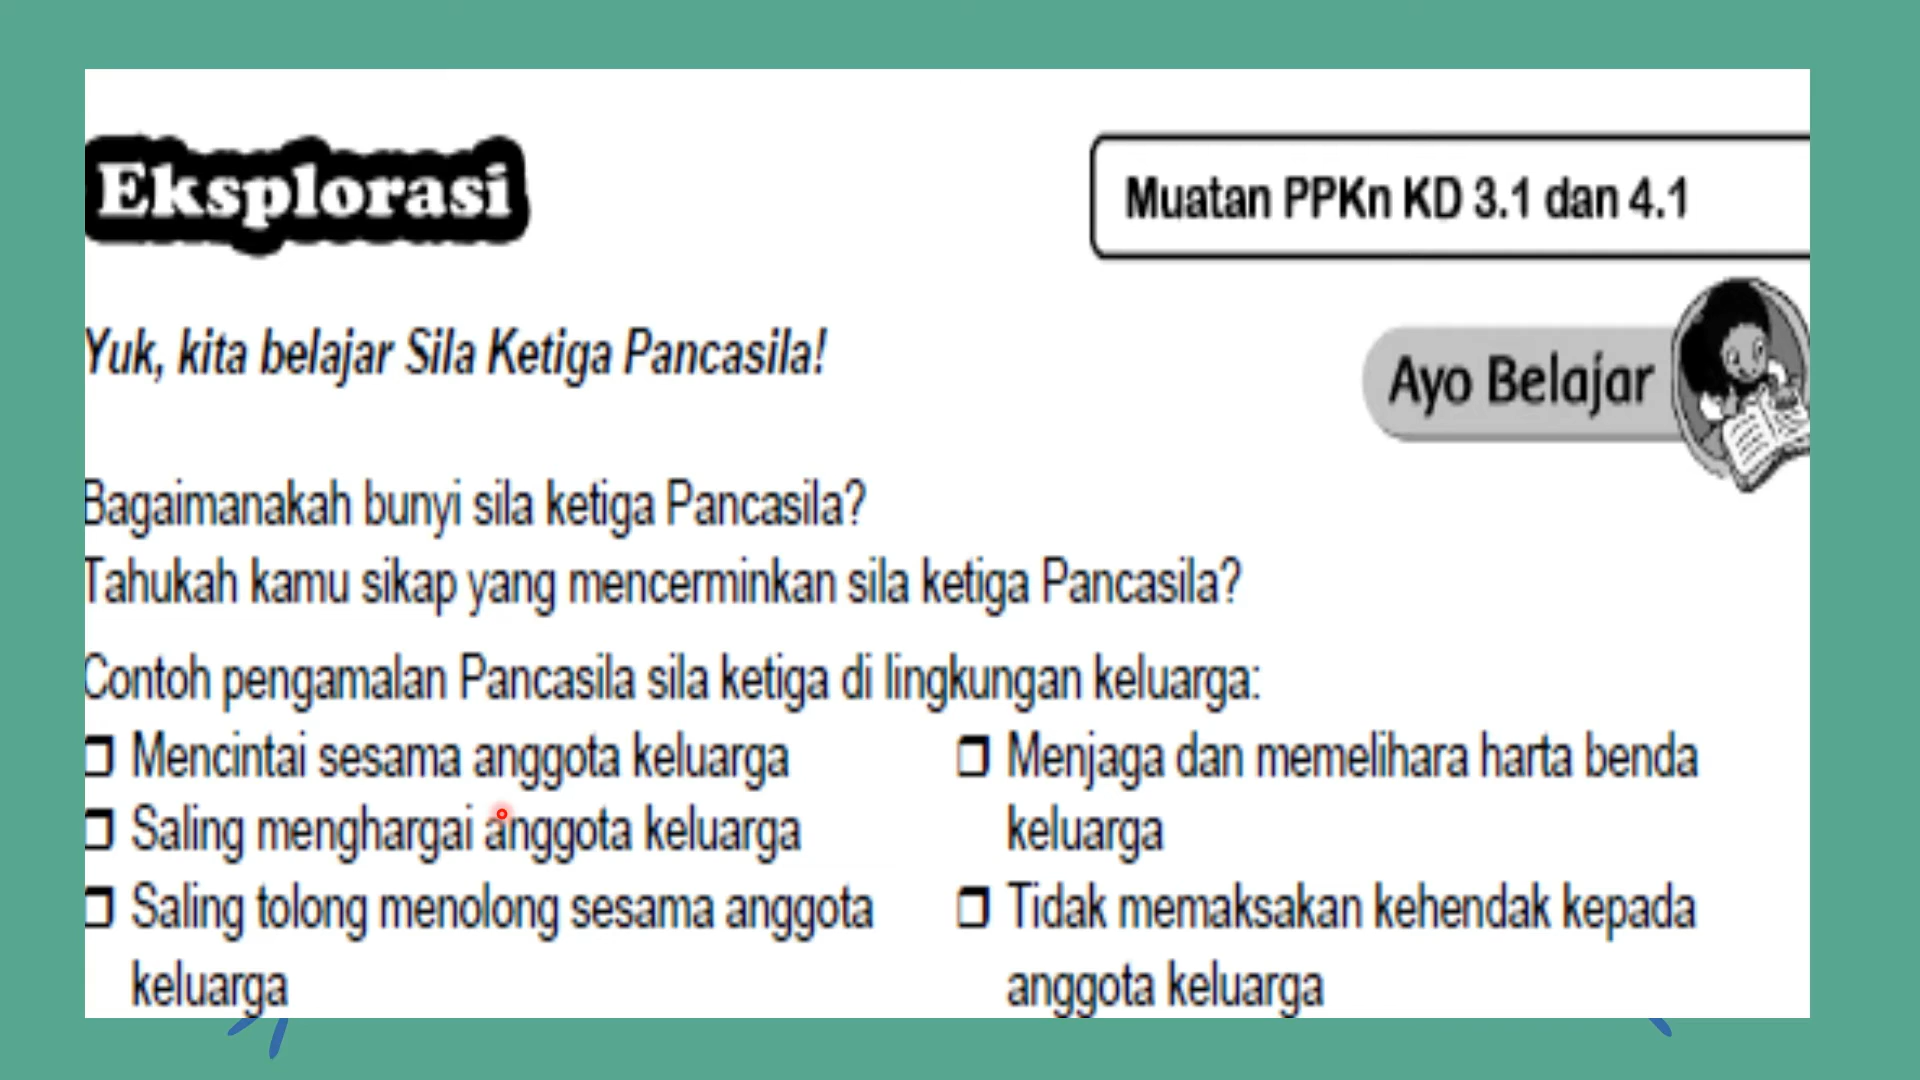 Eksplorasi
Muatan PPKn KD 3.1 dan 4.1
Yuk, kita belajar Sila Ketiga Pancasila!
Ayo Belajar
Bagaimanakah bunyi sila ketiga Pancasila?
Tahukah kamu sikap yang mencerminkan sila ketiga Pancasila?
Contoh pengamalan Pancasila sila ketiga di lingkungan keluarga:
❒ Mencintai sesama anggota keluarga
❒ Saling menghargai anggota keluarga
❒ Saling tolong menolong sesama anggota
keluarga
❒ Menjaga dan memelihara harta benda
keluarga
❒ Tidak memaksakan kehendak kepada
anggota keluarga